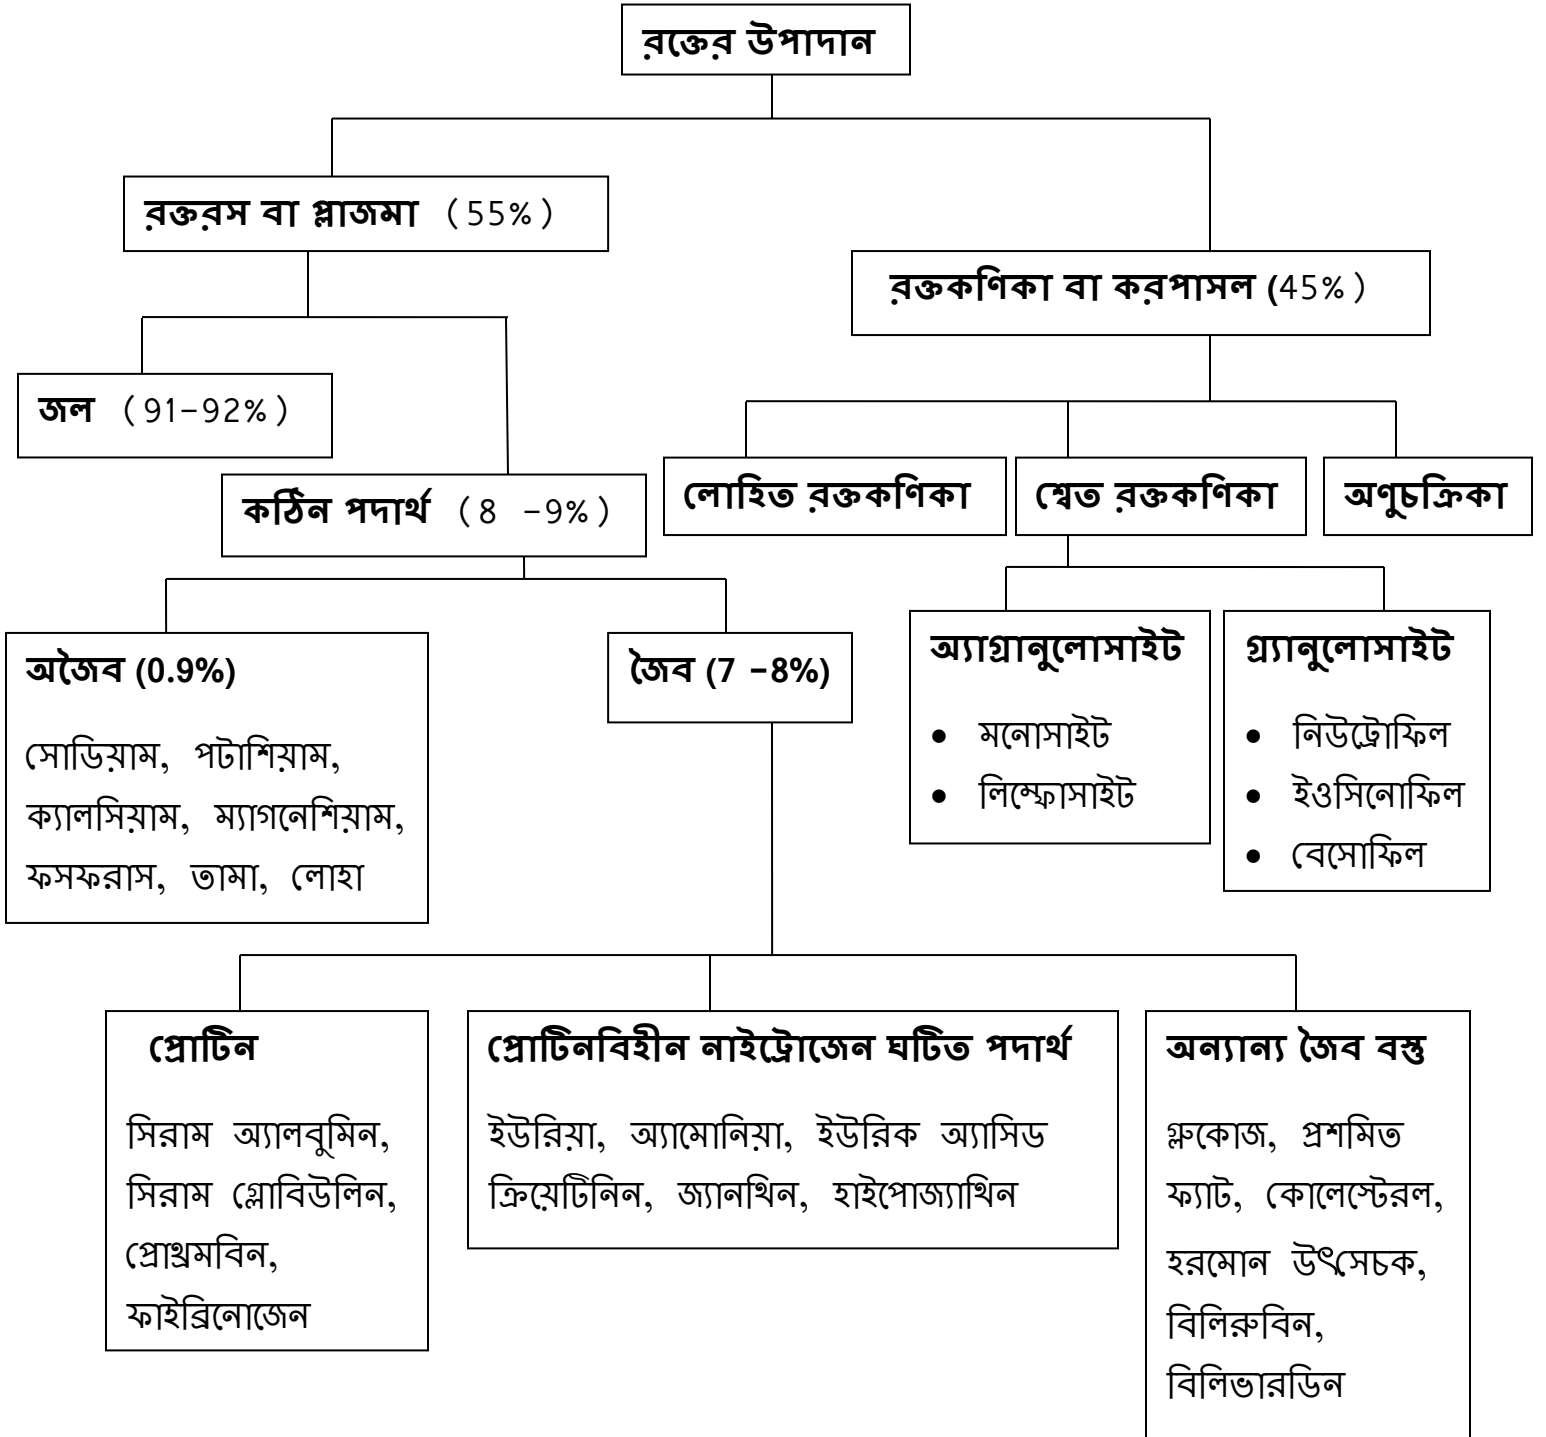 রক্তের উপাদান
রক্তরস বা প্লাজমা (55%)
রক্তকণিকা বা করপাসল (45%)
জল (91-92%)
কঠিন পদার্থ (8 -9%)
লোহিত রক্তকণিকা
শ্বেত রক্তকণিকা
অণুচক্রিকা
অজৈব (0.9%)
সোডিয়াম, পটাশিয়াম,
ক্যালসিয়াম, ম্যাগনেশিয়াম,
ফসফরাস, তামা, লোহা
জৈব (7 -8%)
অ্যাগ্রানুলোসাইট
• মনোসাইট
• লিম্ফোসাইট
গ্র্যানুলোসাইট
• নিউট্রোফিল
• ইওসিনোফিল
• বেসোফিল
প্রোটিন
সিরাম অ্যালবুমিন,
সিরাম গ্লোবিউলিন,
প্রোথ্রমবিন,
ফাইব্রিনোজেন
প্রোটিনবিহীন নাইট্রোজেন ঘটিত পদার্থ
ইউরিয়া, অ্যামোনিয়া, ইউরিক অ্যাসিড
ক্রিয়েটিনিন, জ্যানথিন, হাইপোজ্যাথিন
অন্যান্য জৈব বস্তু
গ্লুকোজ, প্রশমিত
ফ্যাট, কোলেস্টেরল,
হরমোন উৎসেচক,
বিলিরুবিন,
বিলিভারডিন